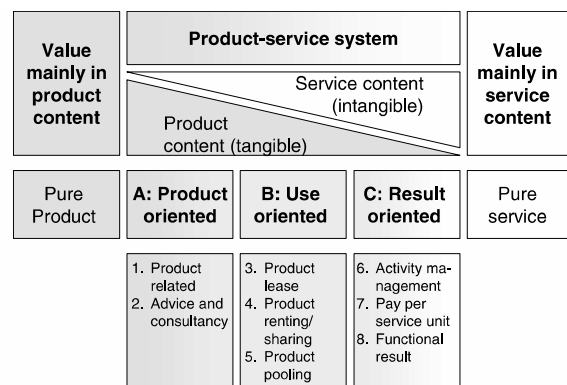 Value
mainly in
product
content
Product-service system
Service content
(intangible)
Product
content (tangible)
Value
mainly in
service
content
Pure
Product
A: Product
oriented
B: Use
oriented
C: Result
oriented
Pure
service
1. Product
related
2. Advice and
consultancy
3. Product
lease
4. Product
renting/
sharing
5. Product
pooling
6. Activity ma-
nagement
7. Pay per
service unit
8. Functional
result